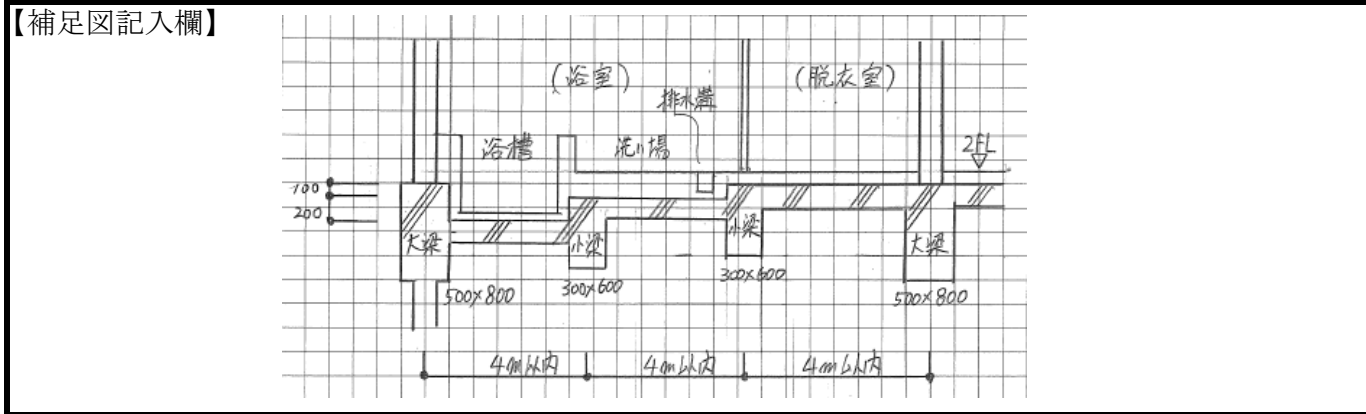 【補足図記入欄】
(浴室)
(脱衣室)
排水溝
浴槽
洗い場
2FL
100
200
大梁
小梁
小梁
大梁
500×800
300×600
300×600
500×800
4m以内
4m以内
4m以内